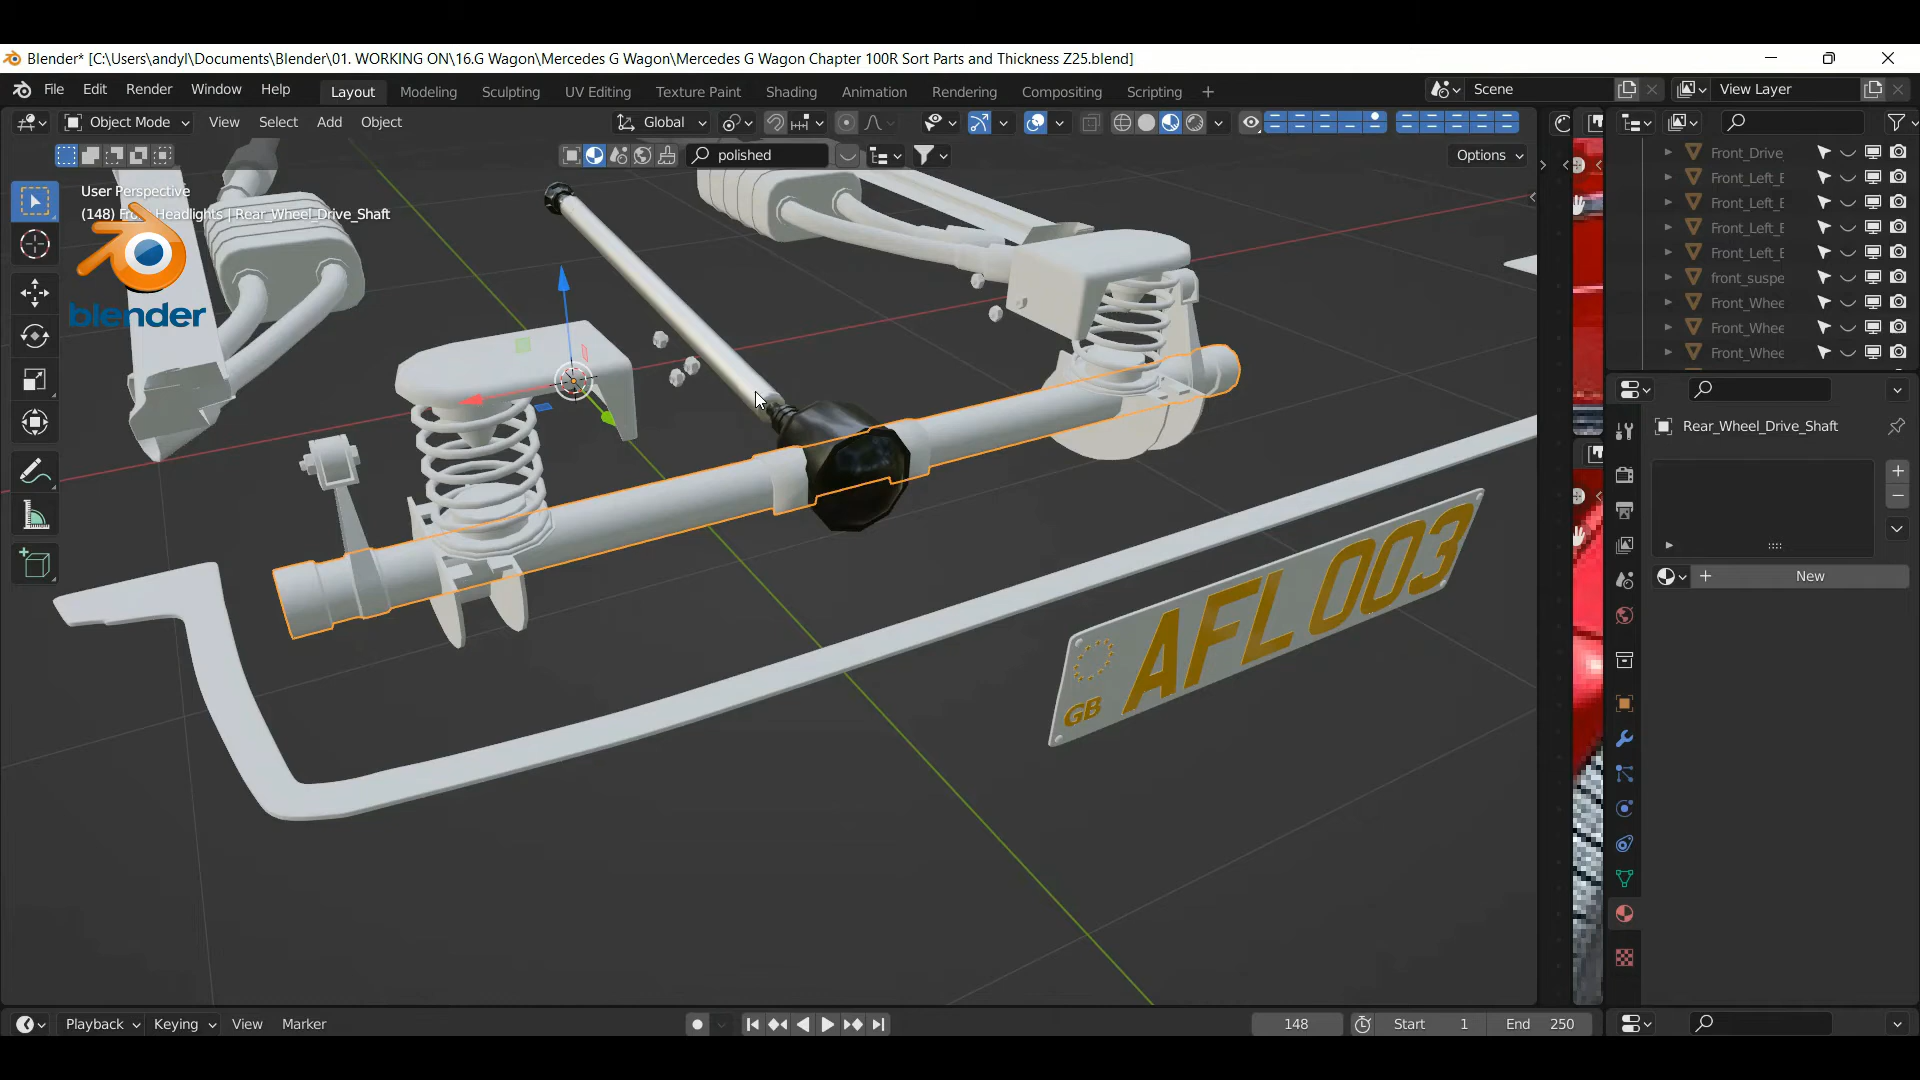 Blender* [C:\Users\andyl\Documents\Blender\01. WORKING ON\16.G Wagon\Mercedes G Wagon\Mercedes G Wagon Chapter 100R Sort Parts and Thickness Z25.blend]
File Edit Render Window Help Layout Modeling Sculpting UV Editing Texture Paint Shading Animation Rendering Compositing Scripting + Scene View Layer
Object Mode View Select Add Object Global
polished Options
User Perspective
(148) Headlights | Rear_Wheel_Drive_Shaft
blender
AFL 003
GB
Front_Drive
Front_Left_E
Front_Left_E
Front_Left_E
Front_Left_E
front_suspe
Front_Whee
Front_Whee
Front_Whee
Rear_Wheel_Drive_Shaft
New
Playback Keying View Marker 148 Start 1 End 250